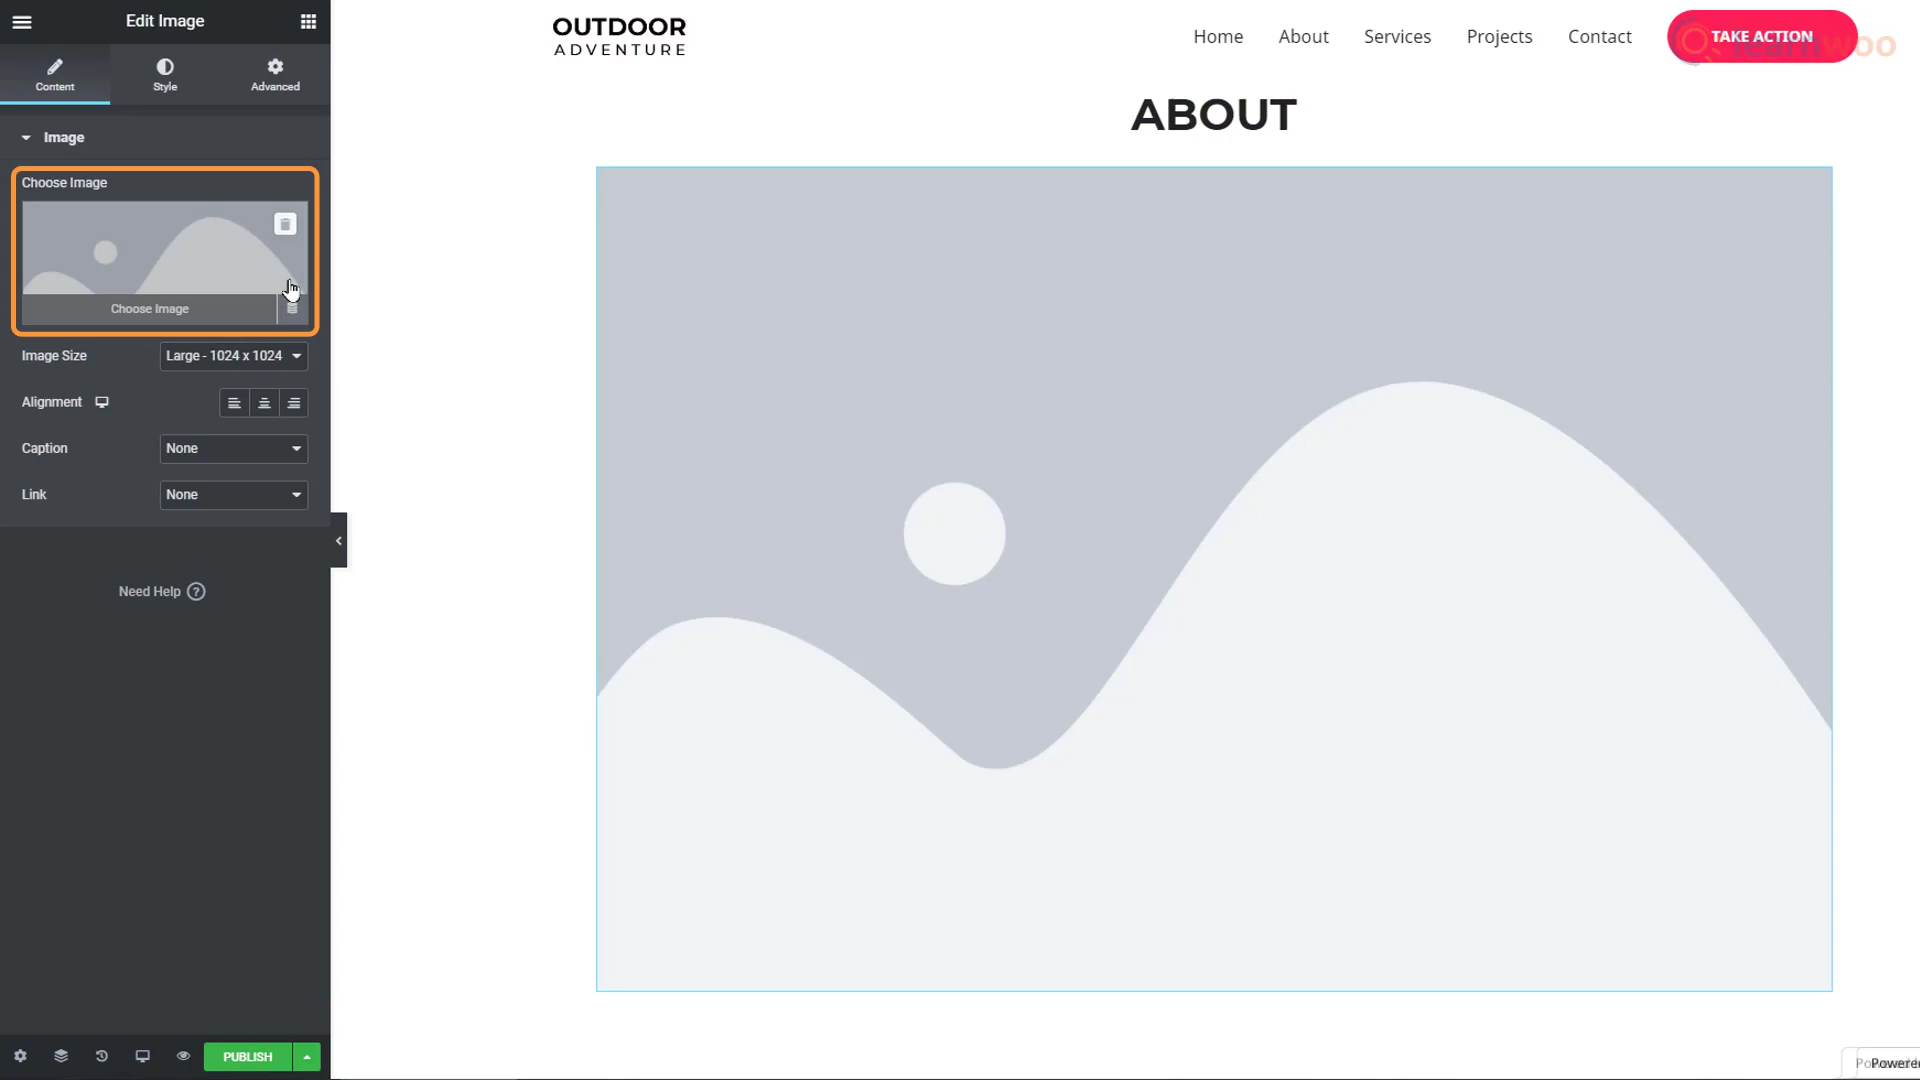 Edit Image
Content
Style
Advanced
Image
Choose Image
Choose Image
Image Size
Large - 1024 x 1024
Alignment
Caption
None
Link
None
Need Help ?
PUBLISH
OUTDOOR
ADVENTURE
Home
About
Services
Projects
Contact
TAKE ACTION
learnwoo
ABOUT